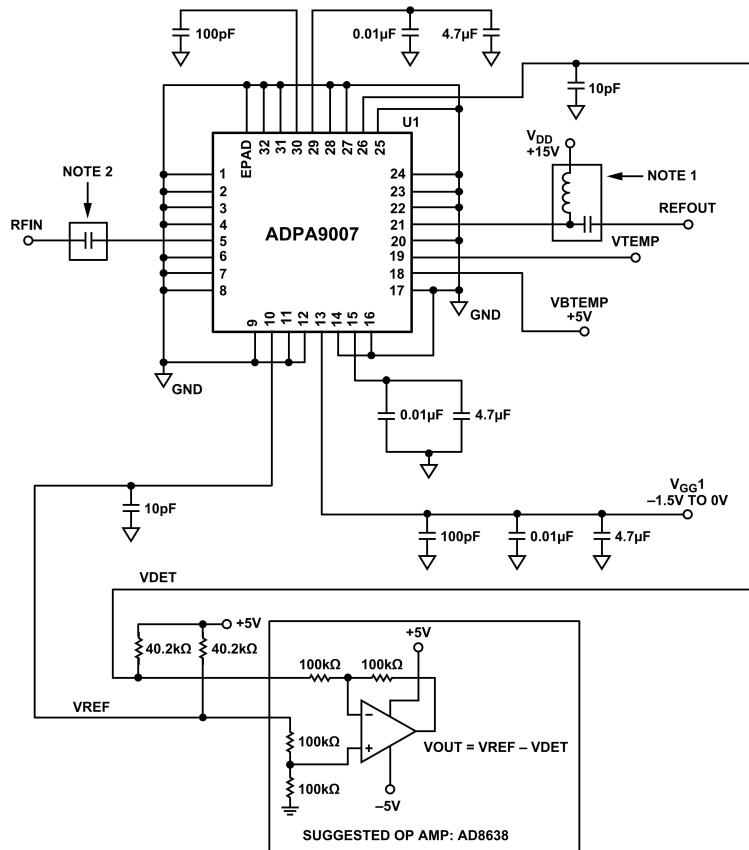 100pF
0.01µF
4.7µF
10pF
U1
EPAD
32
31
30
29
28
27
26
25
V_DD
+15V
NOTE 1
NOTE 2
RFIN
REFOUT
VTEMP
ADPA9007
1
2
3
4
5
6
7
8
24
23
22
21
20
19
18
17
GND
VBTEMP
+5V
9
10
11
12
13
14
15
16
GND
0.01µF
4.7µF
V_GG1
–1.5V TO 0V
10pF
100pF
0.01µF
4.7µF
VDET
+5V
40.2kΩ
40.2kΩ
+5V
100kΩ
100kΩ
VREF
–
+
100kΩ
VOUT = VREF – VDET
100kΩ
–5V
SUGGESTED OP AMP: AD8638